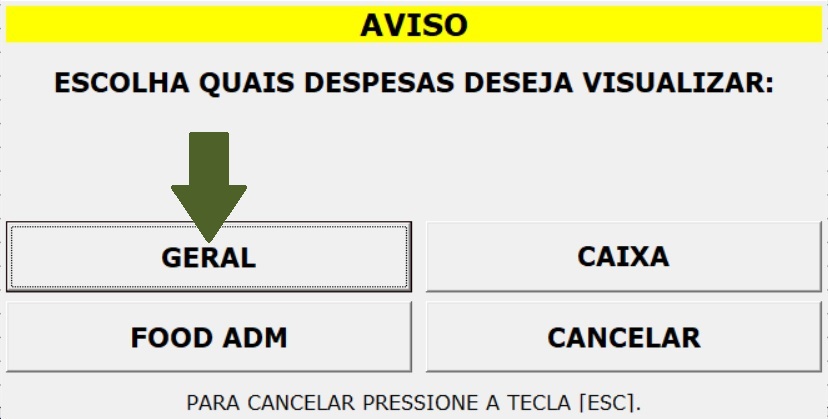 AVISO
ESCOLHA QUAIS DESPESAS DESEJA VISUALIZAR:
GERAL
CAIXA
FOOD ADM
CANCELAR
PARA CANCELAR PRESSIONE A TECLA [ESC].